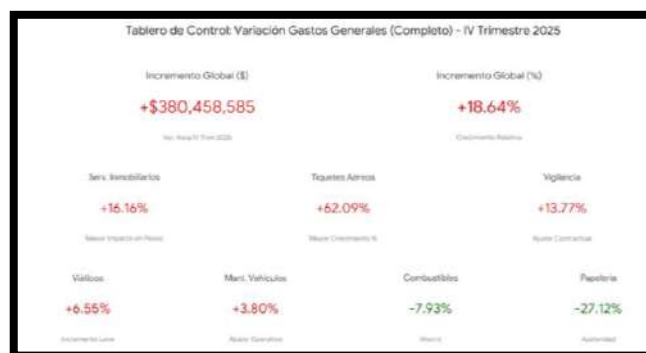 Tablero de Control: Variación Gastos Generales (Completo) - IV Trimestre 2025
Incremento Global ($)
Incremento Global (%)
+$380,458,585
+18.64%
Crecimiento Relativo
Serv. Inmobiliarios
Tiquetes Aéreos
Vigilancia
+16.16%
+62.09%
+13.77%
Mayor Impacto en Pesos
Mayor Crecimiento %
Ajuste Contractual
Viáticos
Mant. Vehículos
Combustibles
Papelería
+6.55%
+3.80%
-7.93%
-27.12%
Incremento Leve
Ajuste Operativo
Ahorro
Austeridad